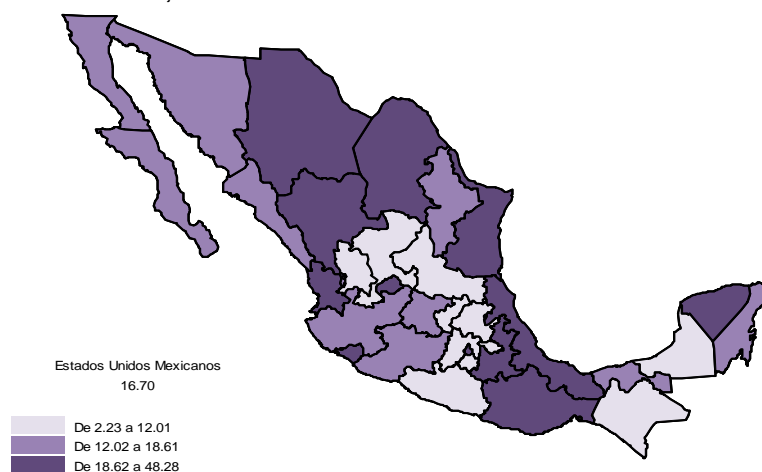 Estados Unidos Mexicanos
16.70
De 2.23 a 12.01
De 12.02 a 18.61
De 18.62 a 48.28